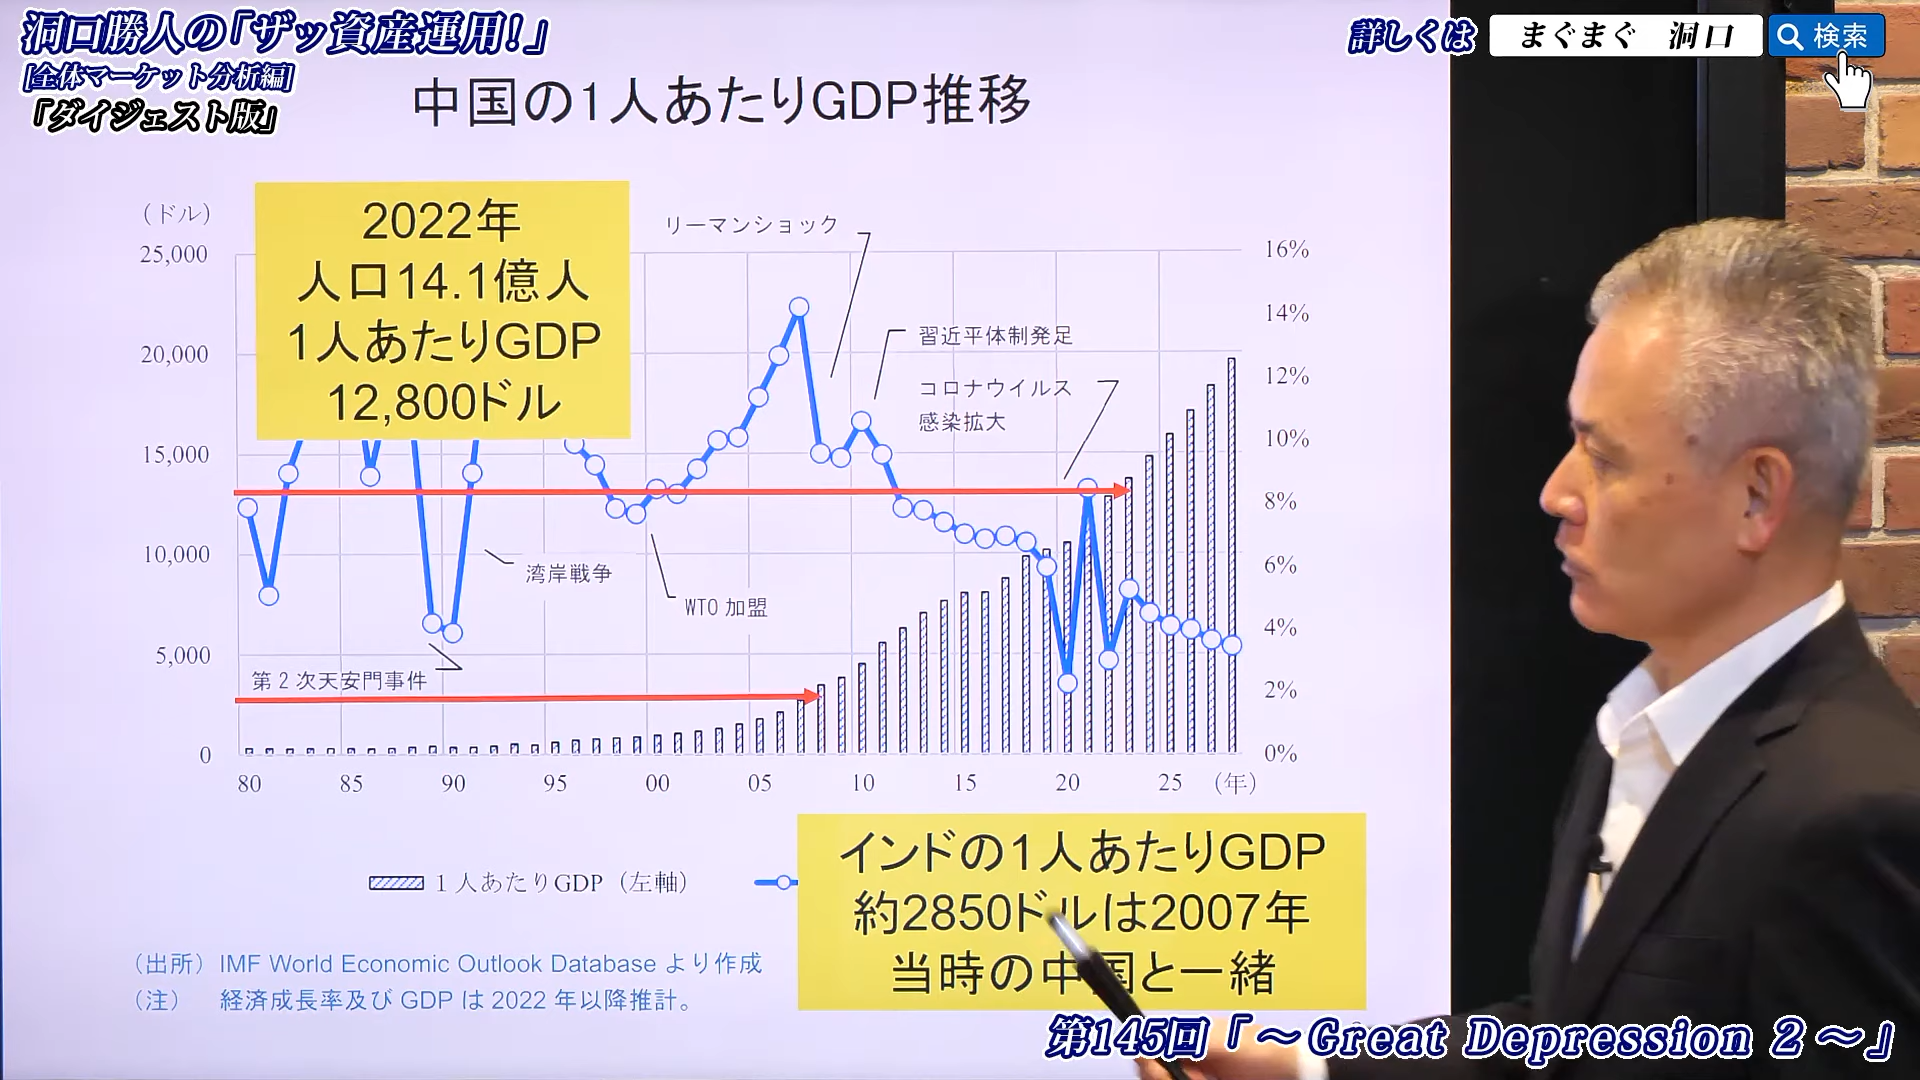 洞口勝人の「ザッ資産運用!」
[全体マーケット分析編]
「ダイジェスト版」
詳しくは
まぐまぐ 洞口
検索
中国の1人あたりGDP推移
（ドル）
25,000
20,000
15,000
10,000
5,000
0
2022年
人口14.1億人
1人あたりGDP
12,800ドル
リーマンショック
習近平体制発足
コロナウイルス
感染拡大
湾岸戦争
WTO 加盟
第2次天安門事件
16%
14%
12%
10%
8%
6%
4%
2%
0%
80 85 90 95 00 05 10 15 20 25 （年）
1人あたりGDP（左軸）
インドの1人あたりGDP
約2850ドルは2007年
当時の中国と一緒
（出所）IMF World Economic Outlook Database より作成
（注） 経済成長率及び GDP は 2022 年以降推計。
第145回「～Great Depression 2～」